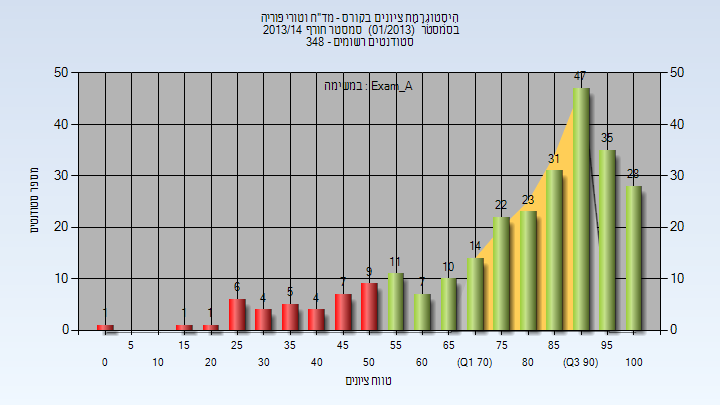 היסטוגרמת ציונים בקורס - מד"ח וטורי פוריה
בסמסטר (01/2013) סמסטר חורף 2013/14
סטודנטים רשומים - 348
במשימה : Exam_A
מספר סטודנטים
50 40 30 20 10 0
50 40 30 20 10 0
1 1 1 6 4 5 4 7 9 11 7 10 14 22 23 31 47 35 28
5 15 25 35 45 55 65 75 85 95
0 10 20 30 40 50 60 (Q1 70) 80 (Q3 90) 100
טווח ציונים